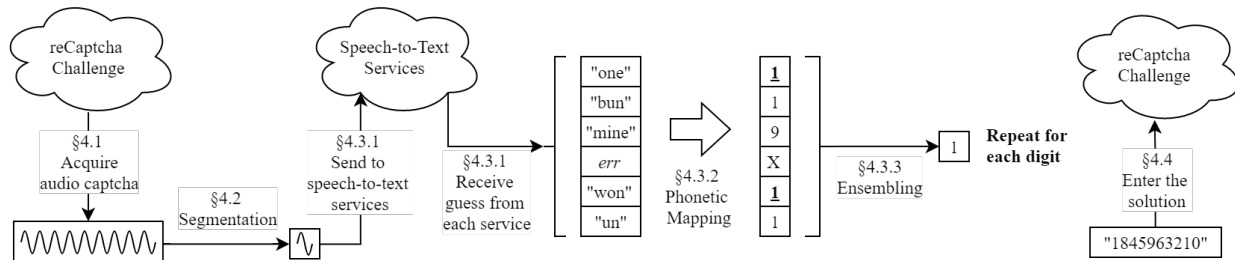 reCaptcha
Challenge
§4.1
Acquire
audio captcha
§4.2
Segmentation
Speech-to-Text
Services
§4.3.1
Send to
speech-to-text
services
§4.3.1
Receive
guess from
each service
"one"
"bun"
"mine"
err
"won"
"un"
§4.3.2
Phonetic
Mapping
1
1
9
X
1
1
§4.3.3
Ensembling
1
Repeat for
each digit
reCaptcha
Challenge
§4.4
Enter the
solution
"1845963210"